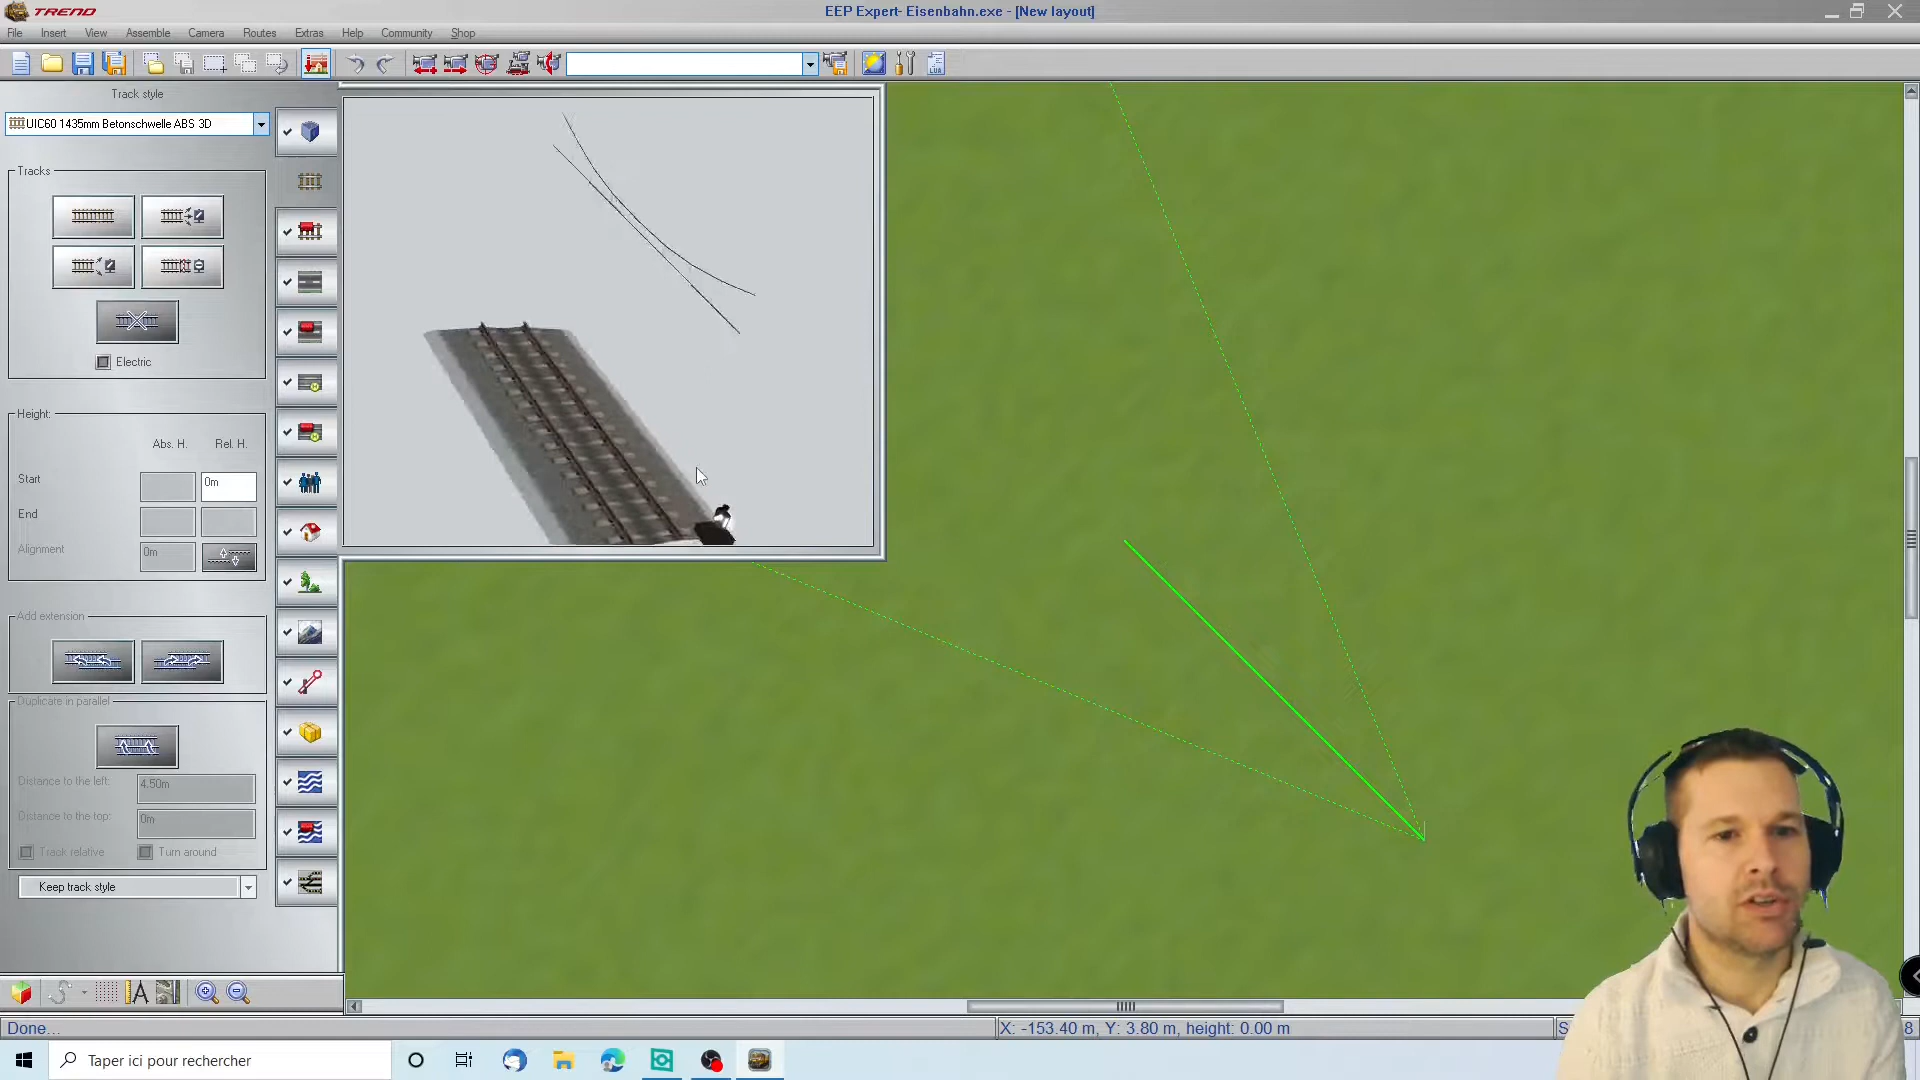 TREND
EEP Expert- Eisenbahn.exe - [New layout]
File Insert View Assemble Camera Routes Extras Help Community Shop
LUA
Track style
UIC60 1435mm Betonschwelle ABS 3D
Tracks
Electric
Height:
Abs. H. Rel. H.
Start 0m
End
Alignment 0m
Add extension
Duplicate in parallel
Distance to the left: 4.50m
Distance to the top: 0m
Track relative Turn around
Keep track style
Done... X: -153.40 m, Y: 3.80 m, height: 0.00 m S 8
Taper ici pour rechercher